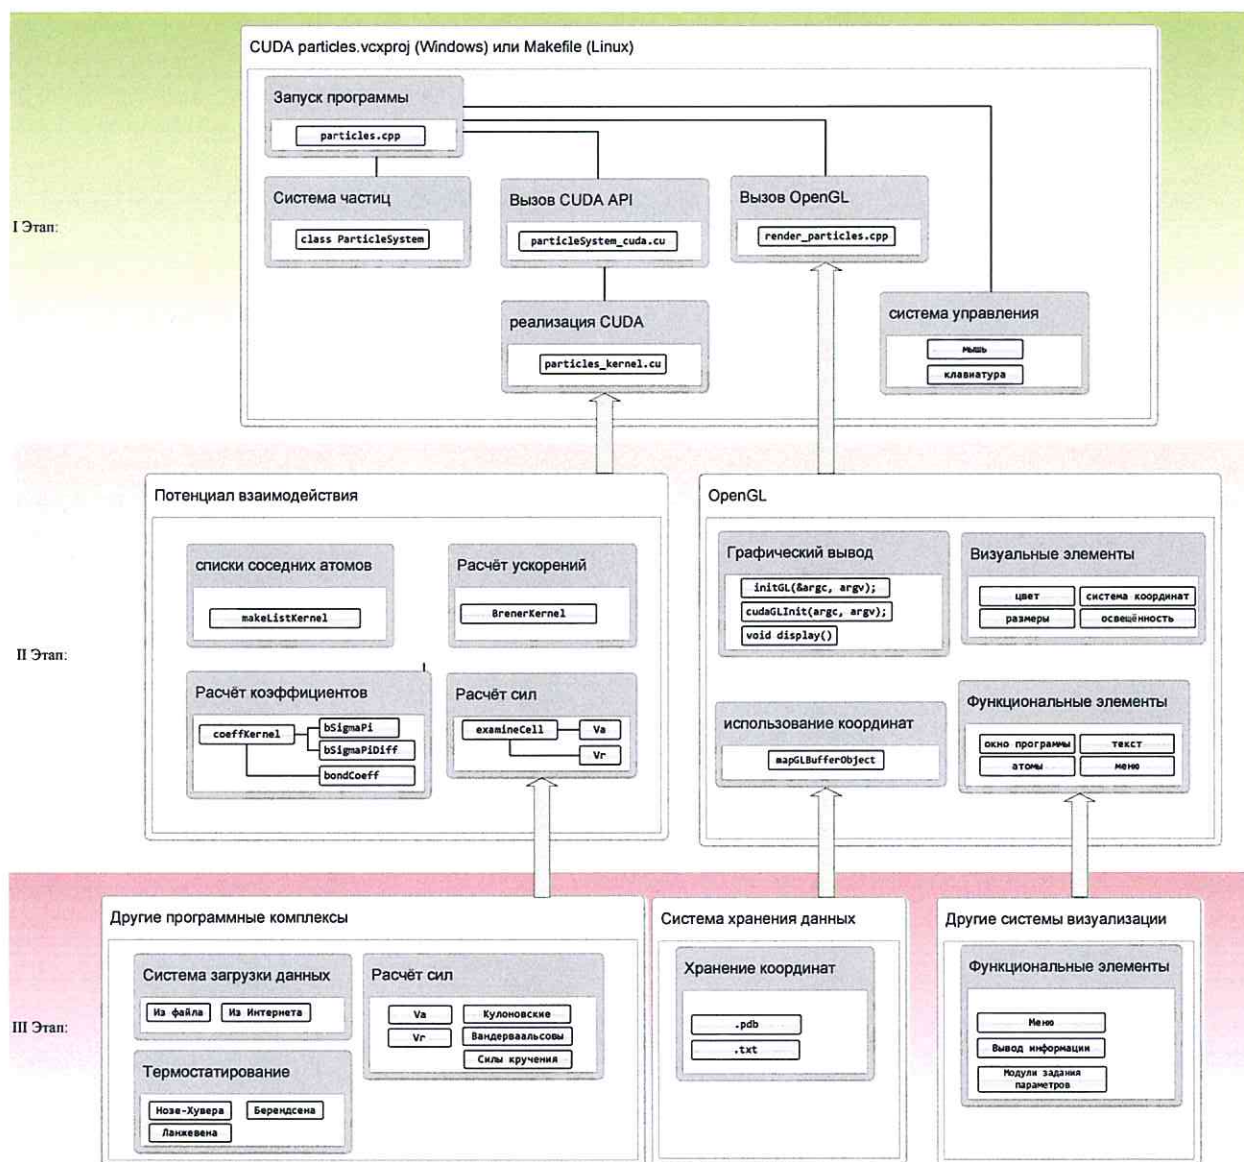 CUDA particles.vcxproj (Windows) или Makefile (Linux)
Запуск программы
particles.cpp
Система частиц
class ParticleSystem
Вызов CUDA API
particleSystem_cuda.cu
Вызов OpenGL
render_particles.cpp
I Этап:
реализация CUDA
particles_kernel.cu
система управления
мышь
клавиатура
Потенциал взаимодействия
списки соседних атомов
makeListKernel
Расчёт ускорений
BrenerKernel
Расчёт коэффициентов
coeffKernel
bSigmaPi
bSigmaPiDiff
bondCoeff
Расчёт сил
examineCell
Va
Vr
II Этап:
OpenGL
Графический вывод
initGL(&argc, argv);
cudaGLInit(argc, argv);
void display()
Визуальные элементы
цвет
система координат
размеры
освещённость
использование координат
mapGLBufferObject
Функциональные элементы
окно программы
текст
атомы
меню
III Этап:
Другие программные комплексы
Система загрузки данных
Из файла
Из Интернета
Расчёт сил
Va
Кулоновские
Vr
Вандерваальсовы
Силы кручения
Термостатирование
Нозе-Хувера
Берендсена
Ланжевена
Система хранения данных
Хранение координат
.pdb
.txt
Другие системы визуализации
Функциональные элементы
Меню
Вывод информации
Модули задания
параметров